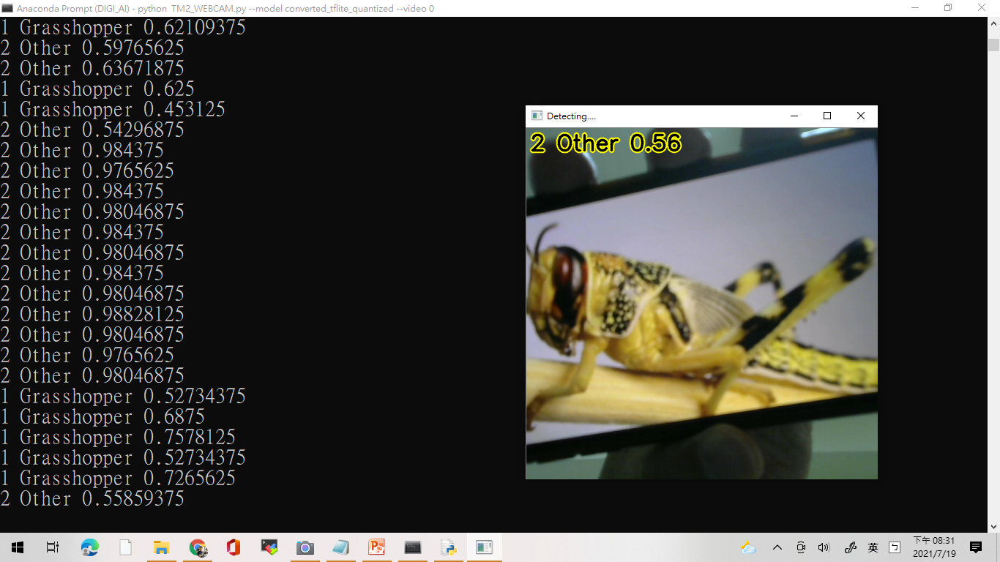 Anaconda Prompt (DIGI_AI) - python  TM2_WEBCAM.py --model converted_tflite_quantized --video 0
1 Grasshopper 0.62109375
2 Other 0.59765625
2 Other 0.63671875
1 Grasshopper 0.625
1 Grasshopper 0.453125
2 Other 0.54296875
2 Other 0.984375
2 Other 0.9765625
2 Other 0.984375
2 Other 0.98046875
2 Other 0.984375
2 Other 0.98046875
2 Other 0.984375
2 Other 0.98046875
2 Other 0.98828125
2 Other 0.98046875
2 Other 0.9765625
2 Other 0.98046875
1 Grasshopper 0.52734375
1 Grasshopper 0.6875
1 Grasshopper 0.7578125
1 Grasshopper 0.52734375
1 Grasshopper 0.7265625
2 Other 0.55859375
Detecting....
2 Other 0.56
英
下午 08:31
2021/7/19